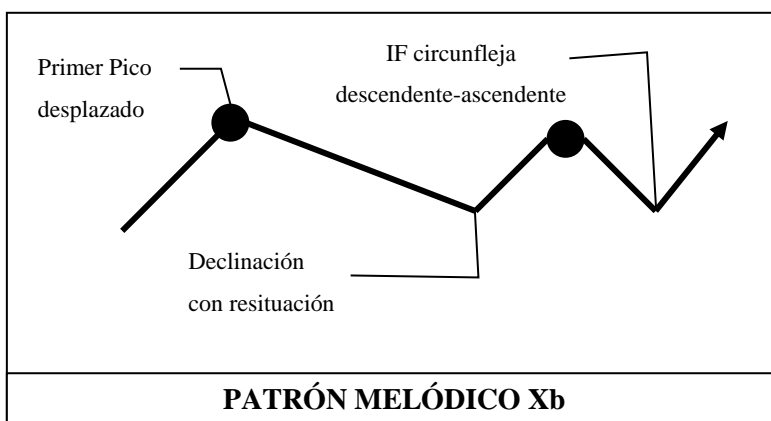 Primer Pico
desplazado
IF circunfleja
descendente-ascendente
Declinación
con resituación
PATRÓN MELÓDICO Xb